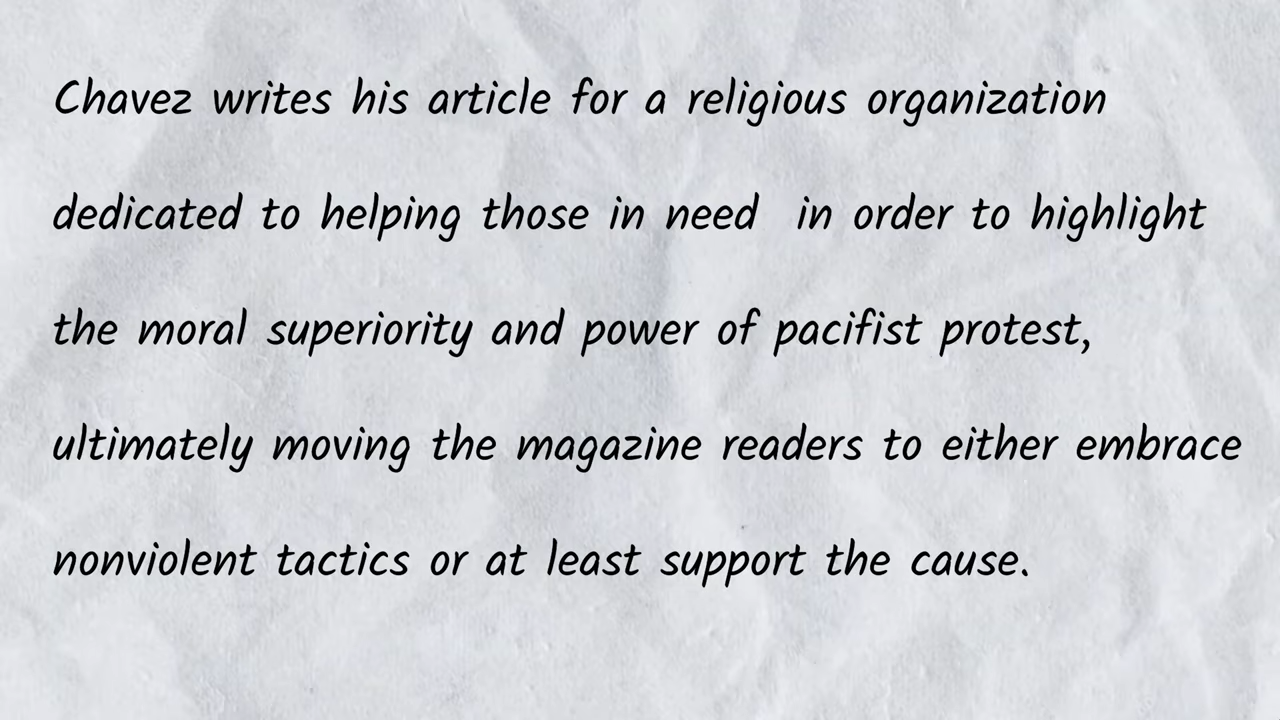 Chavez writes his article for a religious organization
dedicated to helping those in need  in order to highlight
the moral superiority and power of pacifist protest,
ultimately moving the magazine readers to either embrace
nonviolent tactics or at least support the cause.